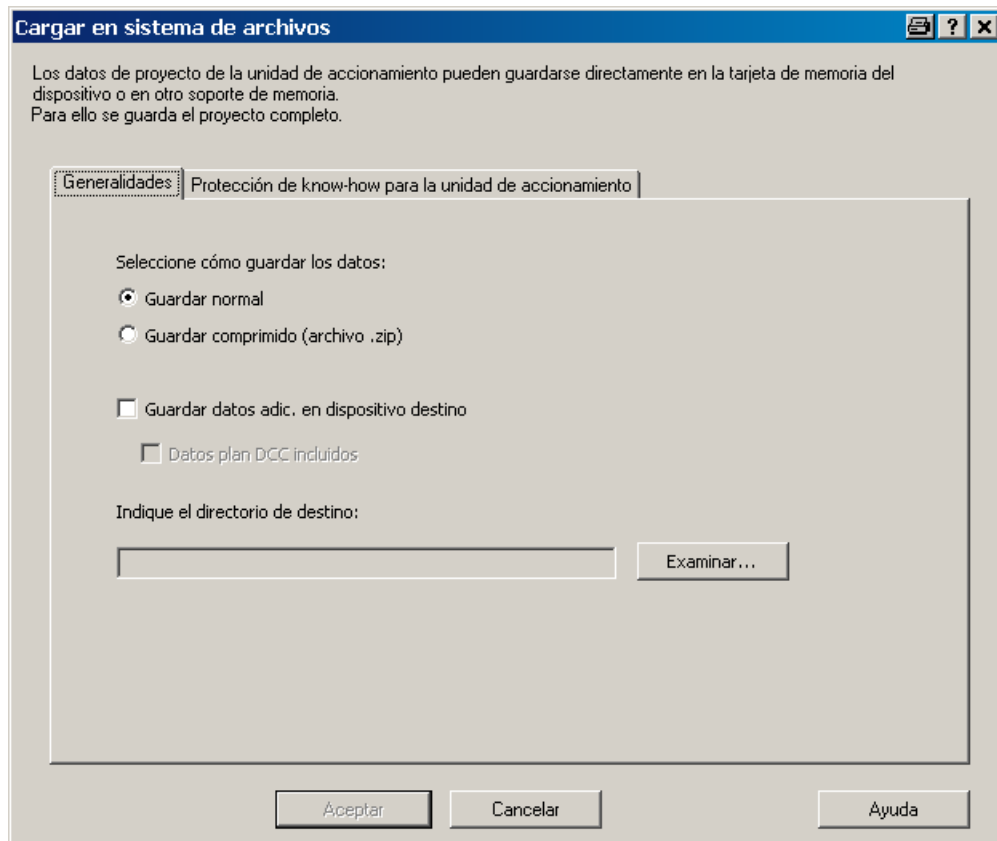 Cargar en sistema de archivos
Los datos de proyecto de la unidad de accionamiento pueden guardarse directamente en la tarjeta de memoria del
dispositivo o en otro soporte de memoria.
Para ello se guarda el proyecto completo.
Generalidades Protección de know-how para la unidad de accionamiento
Seleccione cómo guardar los datos:
Guardar normal
Guardar comprimido (archivo .zip)
Guardar datos adic. en dispositivo destino
Datos plan DCC incluidos
Indique el directorio de destino:
Examinar...
Aceptar Cancelar Ayuda